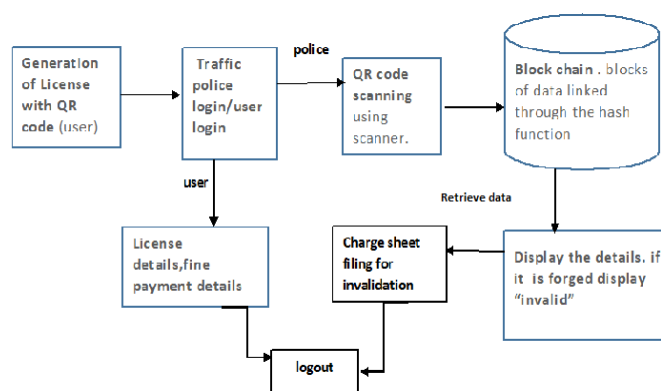 Generation
of License
with QR
code (user)
Traffic
police
login/user
login
police
QR code
scanning
using
scanner.
Block chain . blocks
of data linked
through the hash
function
user
Retrieve data
License
details,fine
payment details
Charge sheet
filing for
invalidation
Display the details. if
it is forged display
“invalid”
logout